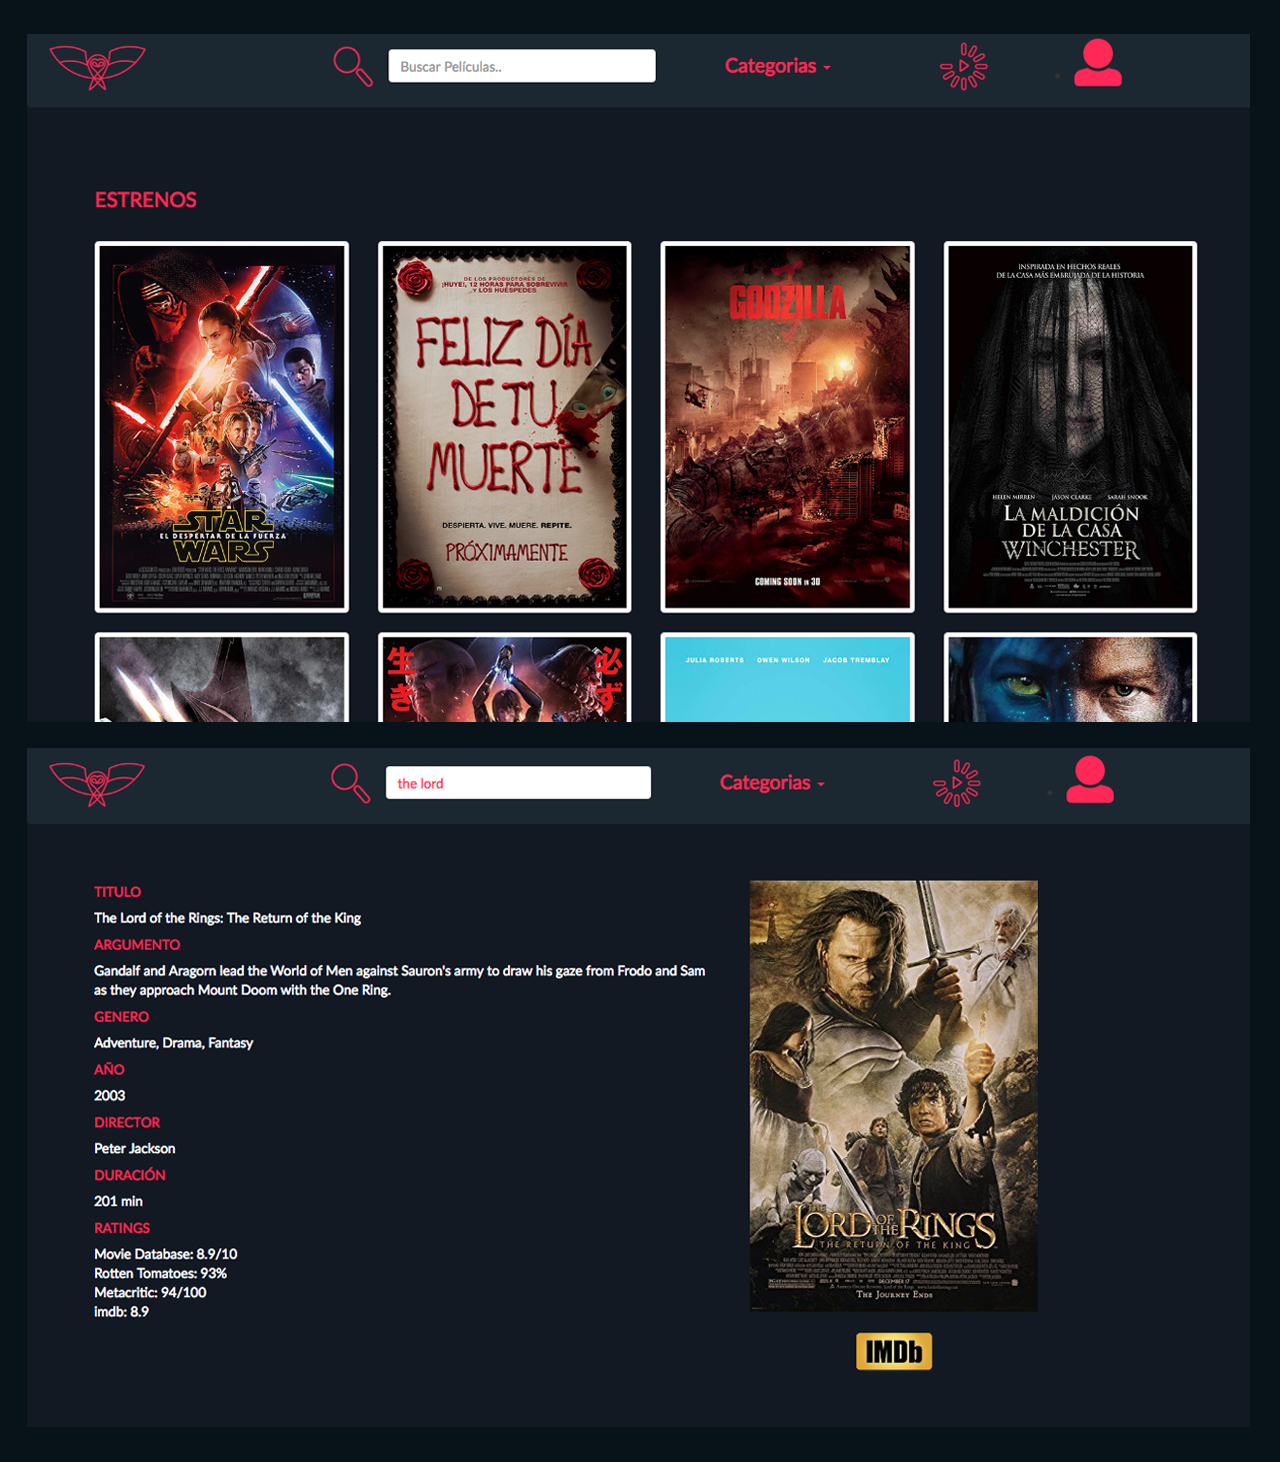 Buscar Películas..
Categorias
ESTRENOS
STAR
EL DESPERTAR DE LA FUERZA
WARS
DE LOS PRODUCTORES DE
¡HUYE!, 12 HORAS PARA SOBREVIVIR
Y LOS HUÉSPEDES
FELIZ DÍA
DE TU
MUERTE
DESPIERTA. VIVE. MUERE. REPITE.
PRÓXIMAMENTE
GODZILLA
COMING SOON IN 3D
INSPIRADA EN HECHOS REALES
DE LA CASA MÁS EMBRUJADA DE LA HISTORIA
HELEN MIRREN JASON CLARKE SARAH SNOOK
LA MALDICIÓN
DE LA CASA
WINCHESTER
生き
必ず
JULIA ROBERTS OWEN WILSON JACOB TREMBLAY
the lord
Categorias
TITULO
The Lord of the Rings: The Return of the King
ARGUMENTO
Gandalf and Aragorn lead the World of Men against Sauron's army to draw his gaze from Frodo and Sam
as they approach Mount Doom with the One Ring.
GENERO
Adventure, Drama, Fantasy
AÑO
2003
DIRECTOR
Peter Jackson
DURACIÓN
201 min
RATINGS
Movie Database: 8.9/10
Rotten Tomatoes: 93%
Metacritic: 94/100
imdb: 8.9
THE
LORD OF THE RINGS
THE RETURN OF THE KING
DECEMBER 17
THE JOURNEY ENDS
IMDb